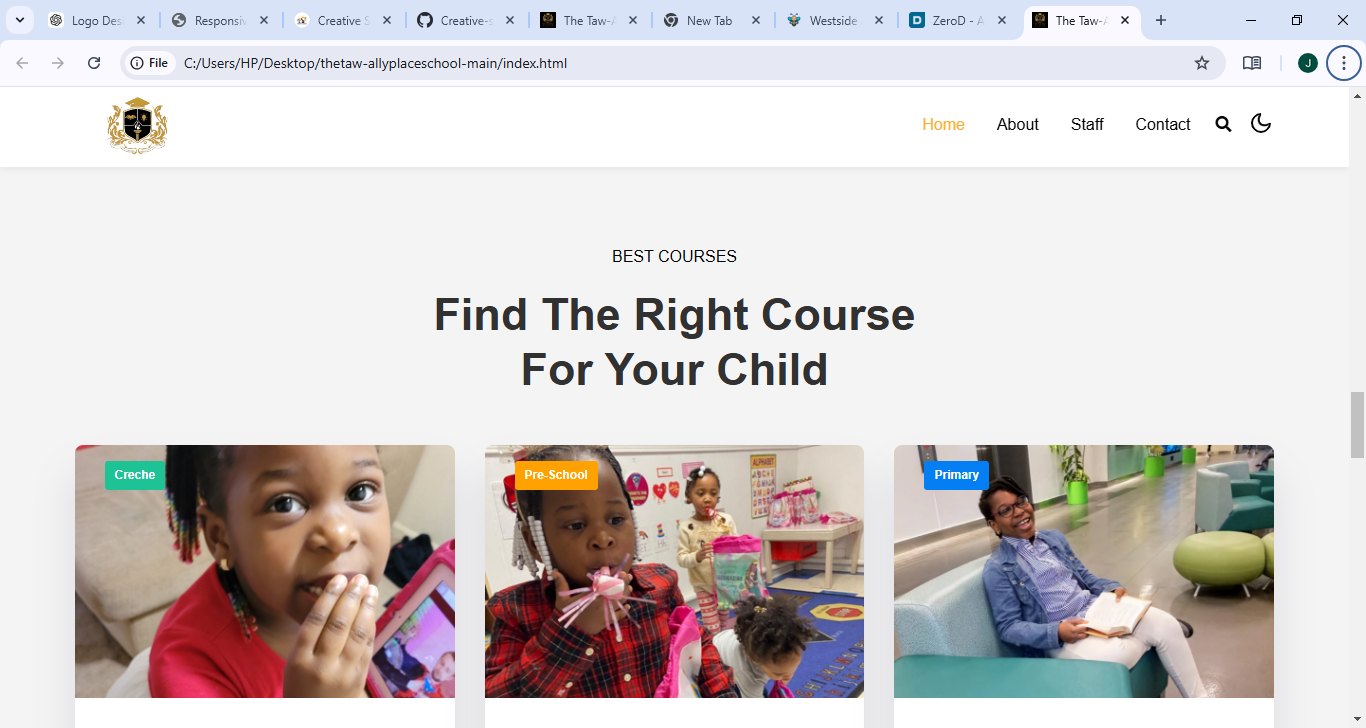 Logo Des
Responsiv
Creative S
Creative-s
The Taw-A
New Tab
Westside
ZeroD - A
The Taw-A
File
C:/Users/HP/Desktop/thetaw-allyplaceschool-main/index.html
J
Home
About
Staff
Contact
BEST COURSES
Find The Right Course
For Your Child
Creche
Pre-School
Primary
ALPHABET